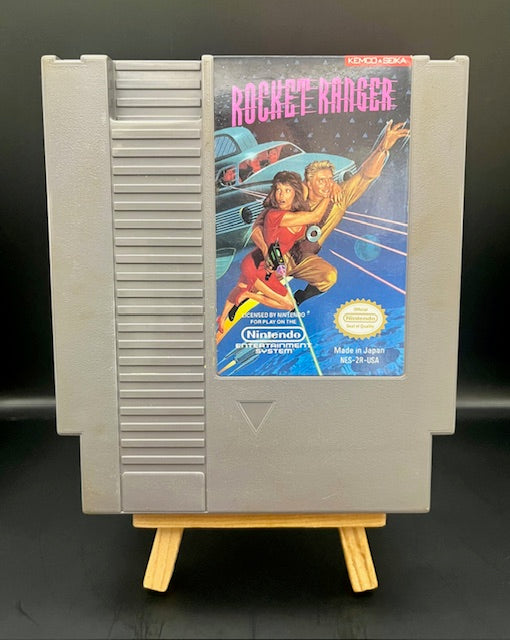 KEMCO★SEIKA
ROCKET RANGER
LICENSED BY NINTENDO®
FOR PLAY ON THE
Nintendo
ENTERTAINMENT
SYSTEM™
Official
Nintendo
Seal of Quality
Made in Japan
NES-2R-USA